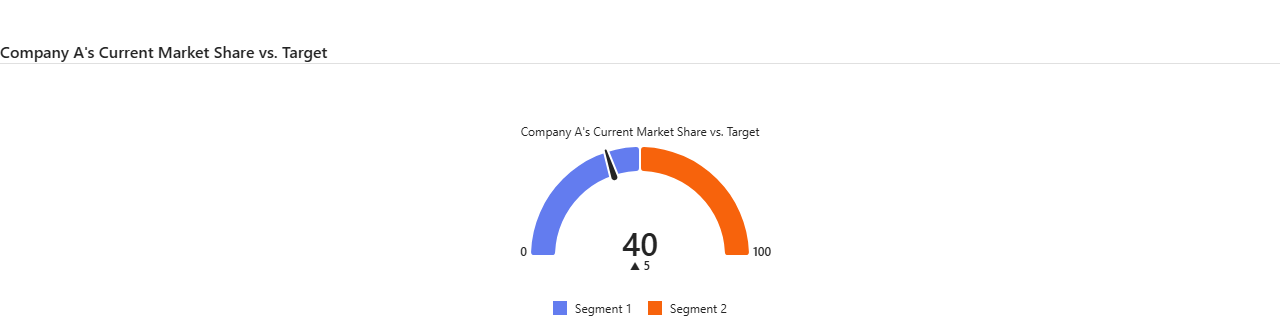 Company A's Current Market Share vs. Target
Company A's Current Market Share vs. Target
0
40
100
▲ 5
Segment 1
Segment 2